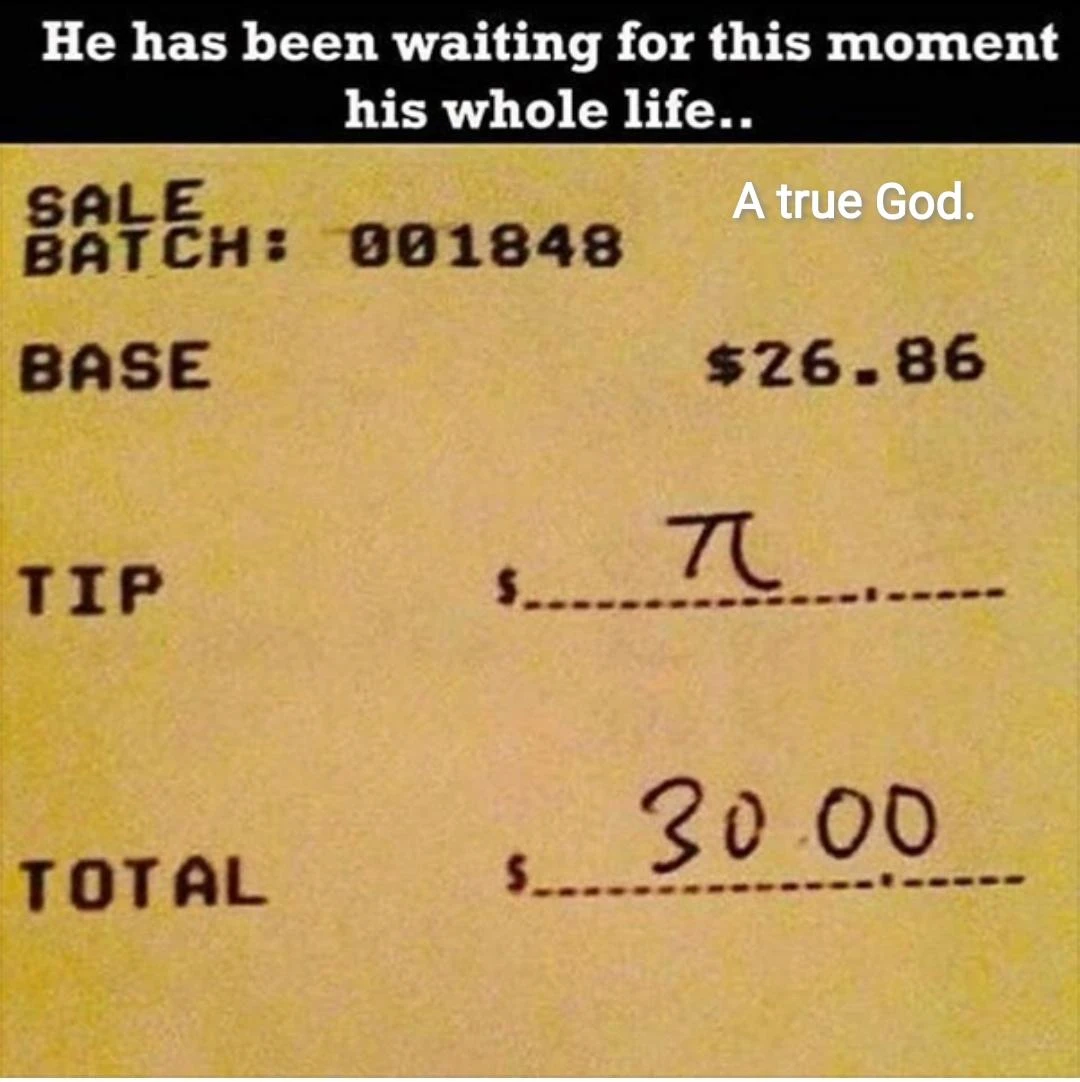 He has been waiting for this moment
his whole life..
A true God.
SALE
BATCH: 001848
BASE $26.86
TIP $ π
TOTAL $ 30.00